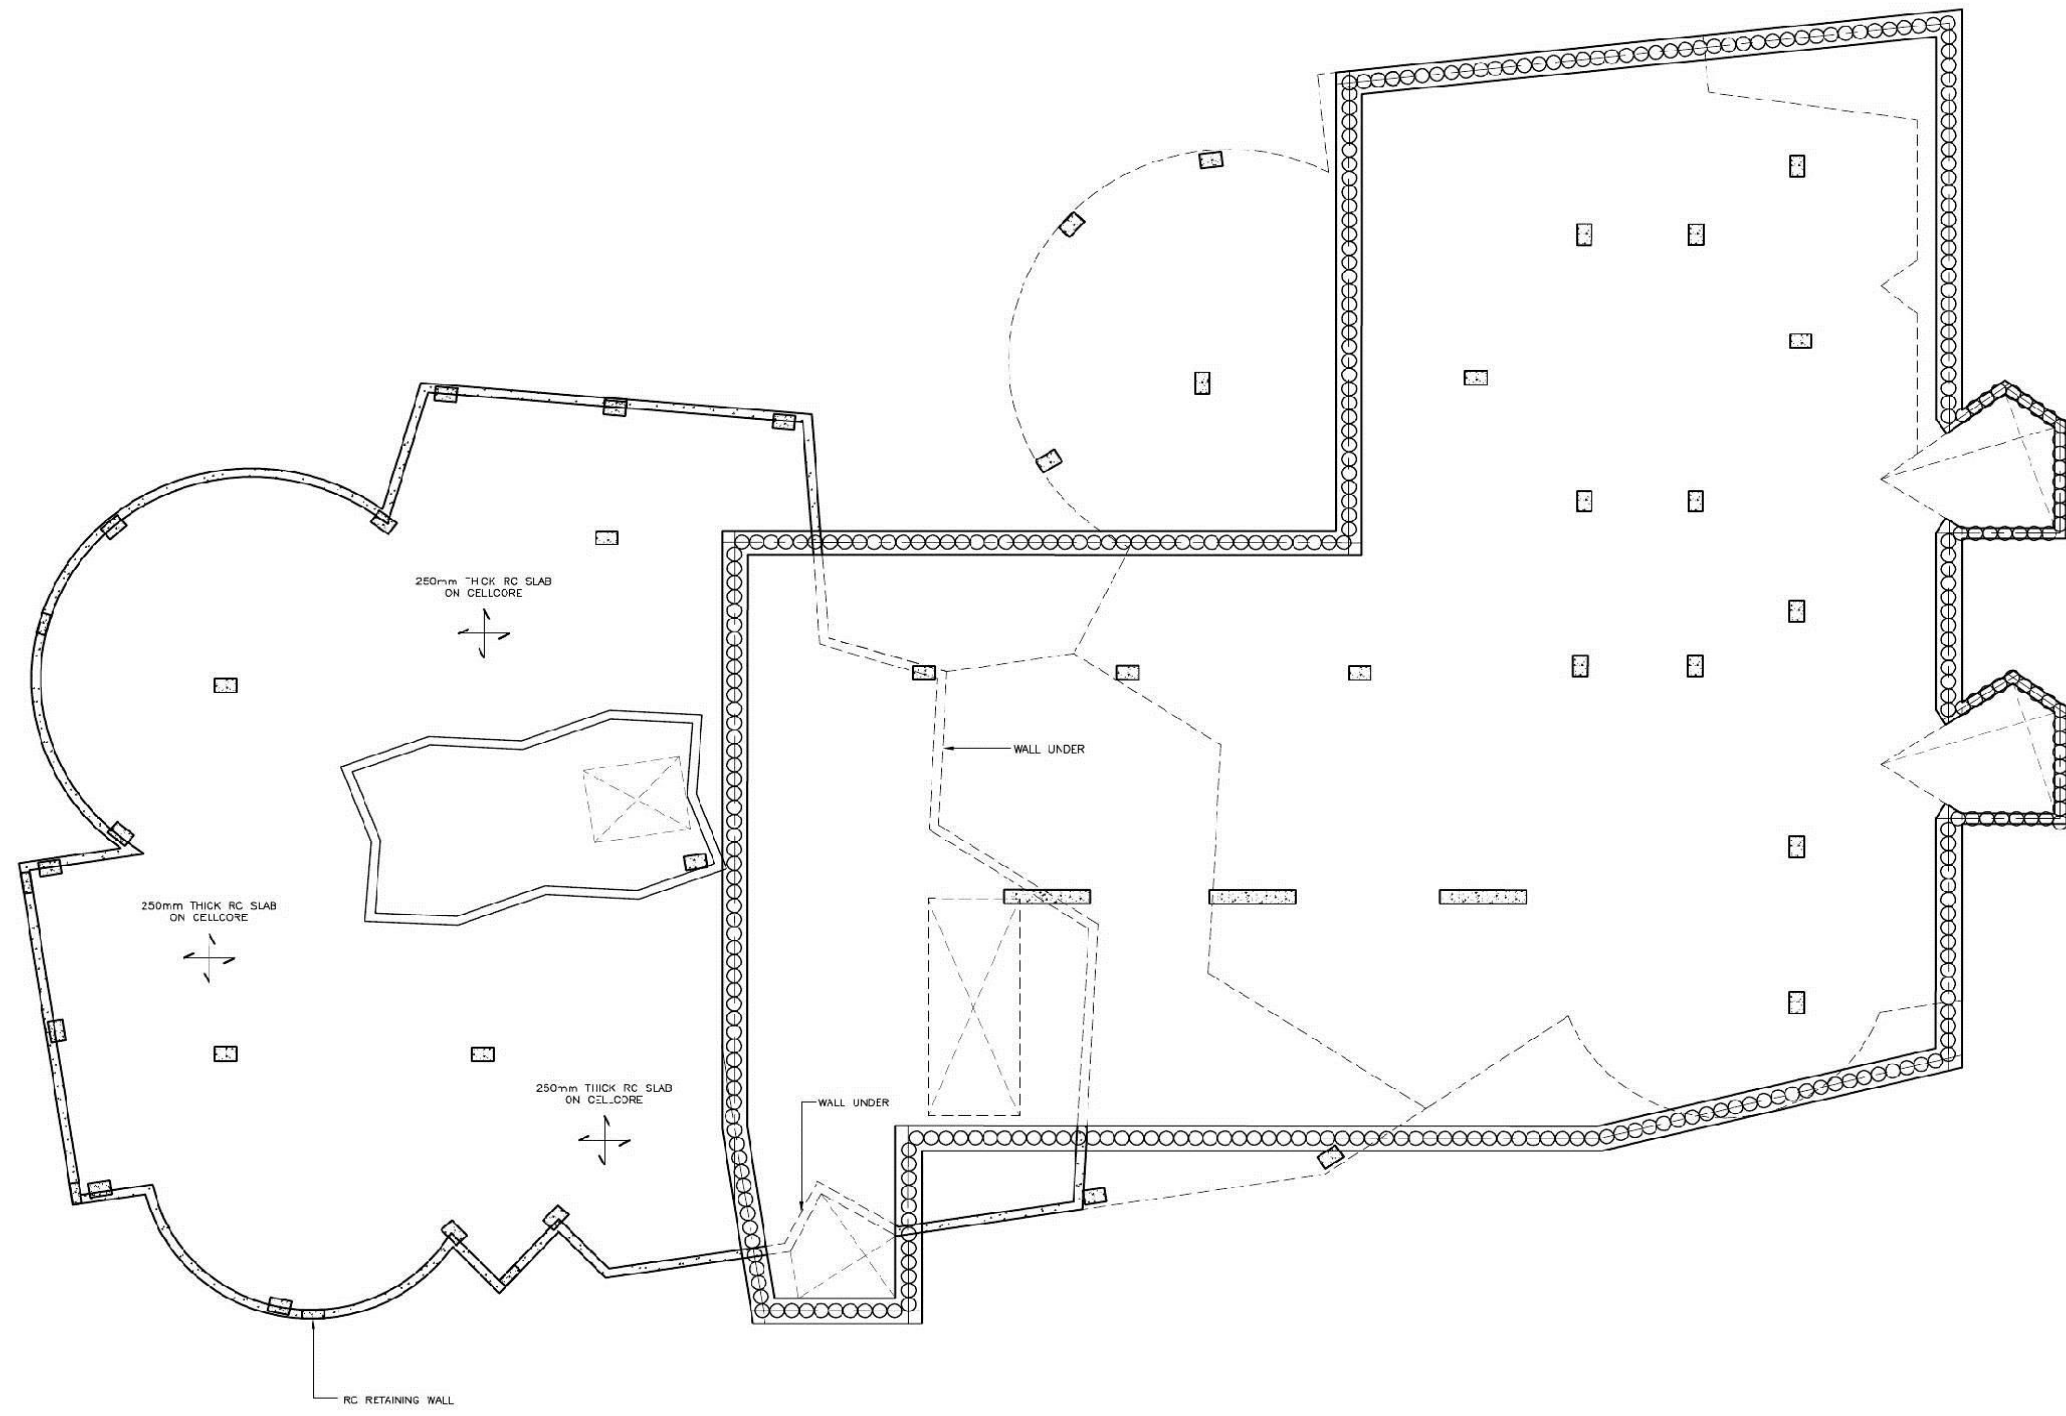 250mm THICK RC SLAB
ON CELLCORE
WALL UNDER
250mm THICK RC SLAB
ON CELLCORE
250mm THICK RC SLAB
ON CELLCORE
WALL UNDER
RC RETAINING WALL